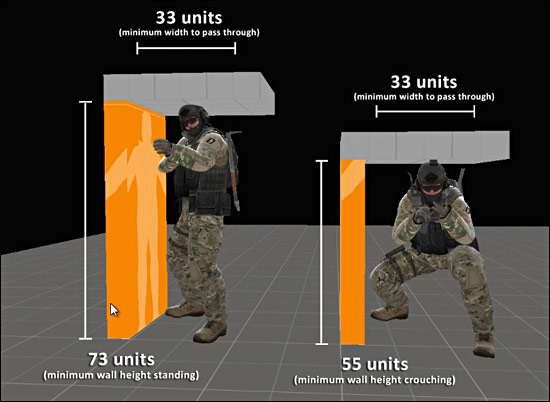 33 units
(minimum width to pass through)
33 units
(minimum width to pass through)
73 units
(minimum wall height standing)
55 units
(minimum wall height crouching)